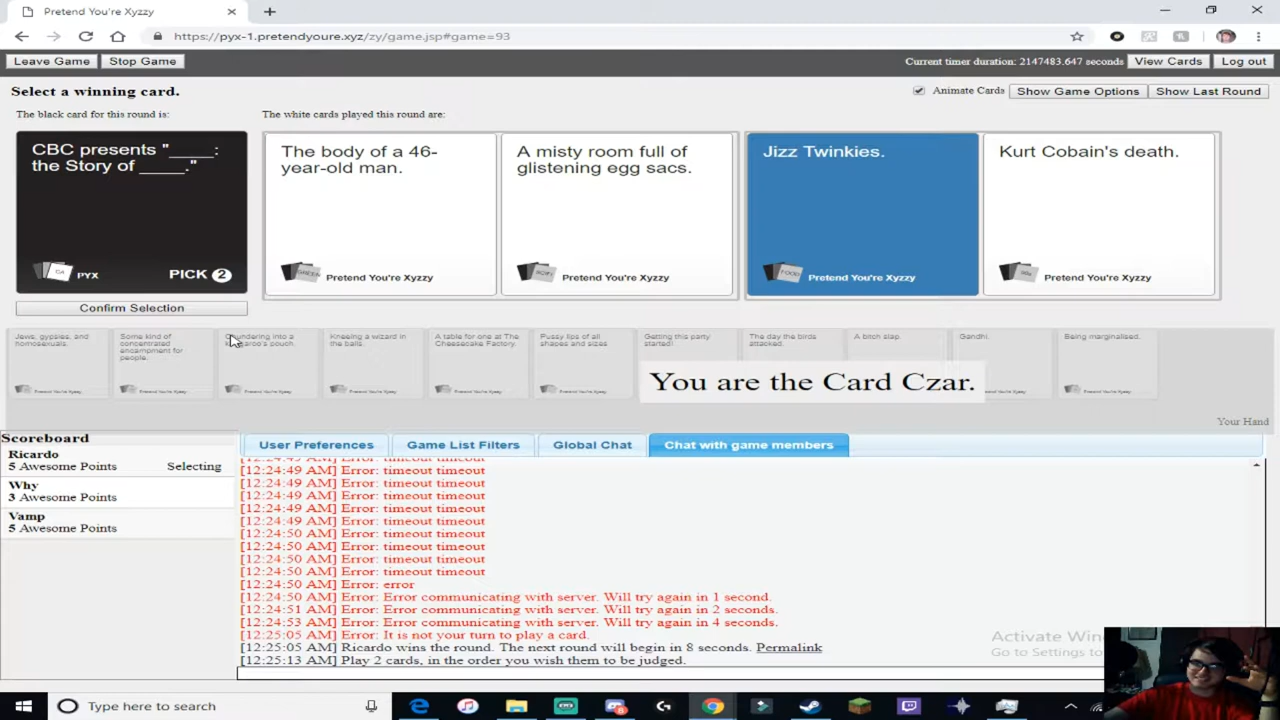 Pretend You're Xyzzy
https://pyx-1.pretendyoure.xyz/zy/game.jsp#game=93
Leave Game
Stop Game
Current timer duration: 2147483.647 seconds
View Cards
Log out
Select a winning card.
Animate Cards
Show Game Options
Show Last Round
The black card for this round is:
The white cards played this round are:
CBC presents "____:
the Story of ____."
PYX
PICK 2
The body of a 46-
year-old man.
Pretend You're Xyzzy
A misty room full of
glistening egg sacs.
Pretend You're Xyzzy
Jizz Twinkies.
FOOD
Pretend You're Xyzzy
Kurt Cobain's death.
90s
Pretend You're Xyzzy
Confirm Selection
Jews, gypsies, and
homosexuals.
Some kind of
concentrated
encampment for
people.
Kneeling a wizard in
the balls.
A table for one at The
Cheesecake Factory.
Pussy lips of all
shapes and sizes
Getting this party
started!
The day the birds
attacked.
A bitch slap.
Gandhi.
Being marginalised.
You are the Card Czar.
Your Hand
Scoreboard
Ricardo
5 Awesome Points
Selecting
Why
3 Awesome Points
Vamp
5 Awesome Points
User Preferences
Game List Filters
Global Chat
Chat with game members
[12:24:49 AM] Error: timeout timeout
[12:24:49 AM] Error: timeout timeout
[12:24:49 AM] Error: timeout timeout
[12:24:49 AM] Error: timeout timeout
[12:24:49 AM] Error: timeout timeout
[12:24:49 AM] Error: timeout timeout
[12:24:50 AM] Error: timeout timeout
[12:24:50 AM] Error: timeout timeout
[12:24:50 AM] Error: timeout timeout
[12:24:50 AM] Error: timeout timeout
[12:24:50 AM] Error: error
[12:24:50 AM] Error: Error communicating with server. Will try again in 1 second.
[12:24:51 AM] Error: Error communicating with server. Will try again in 2 seconds.
[12:24:53 AM] Error: Error communicating with server. Will try again in 4 seconds.
[12:25:05 AM] Error: It is not your turn to play a card.
[12:25:05 AM] Ricardo wins the round. The next round will begin in 8 seconds. Permalink
[12:25:13 AM] Play 2 cards, in the order you wish them to be judged.
Activate Win
Go to Settings to
Type here to search